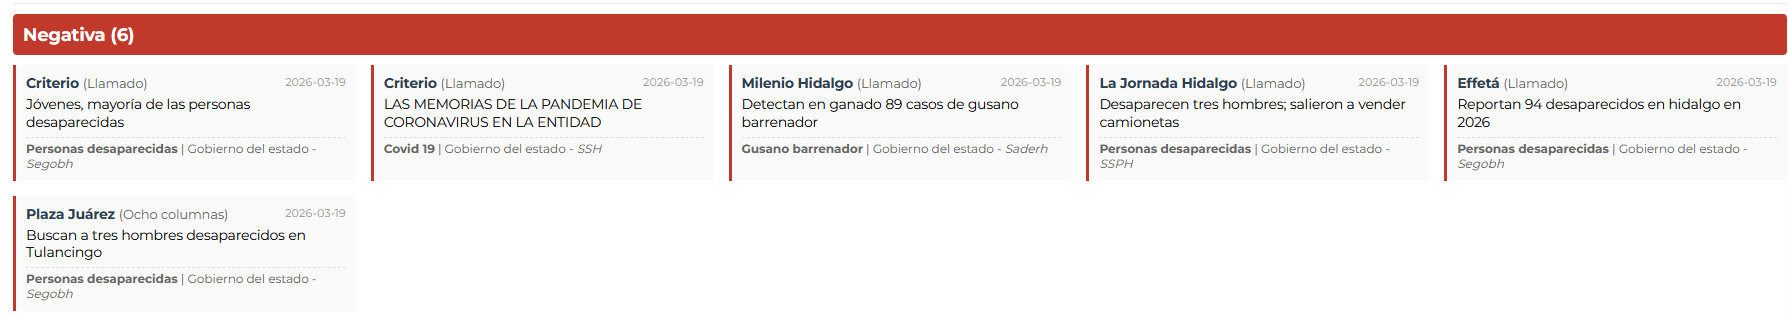 Negativa (6)
Criterio (Llamado) 2026-03-19
Jóvenes, mayoría de las personas
desaparecidas
Personas desaparecidas | Gobierno del estado -
Segobh
Criterio (Llamado) 2026-03-19
LAS MEMORIAS DE LA PANDEMIA DE
CORONAVIRUS EN LA ENTIDAD
Covid 19 | Gobierno del estado - SSH
Milenio Hidalgo (Llamado) 2026-03-19
Detectan en ganado 89 casos de gusano
barrenador
Gusano barrenador | Gobierno del estado - Saderh
La Jornada Hidalgo (Llamado) 2026-03-19
Desaparecen tres hombres; salieron a vender
camionetas
Personas desaparecidas | Gobierno del estado -
SSPH
Effetá (Llamado) 2026-03-19
Reportan 94 desaparecidos en hidalgo en
2026
Personas desaparecidas | Gobierno del estado -
Segobh
Plaza Juárez (Ocho columnas) 2026-03-19
Buscan a tres hombres desaparecidos en
Tulancingo
Personas desaparecidas | Gobierno del estado -
Segobh